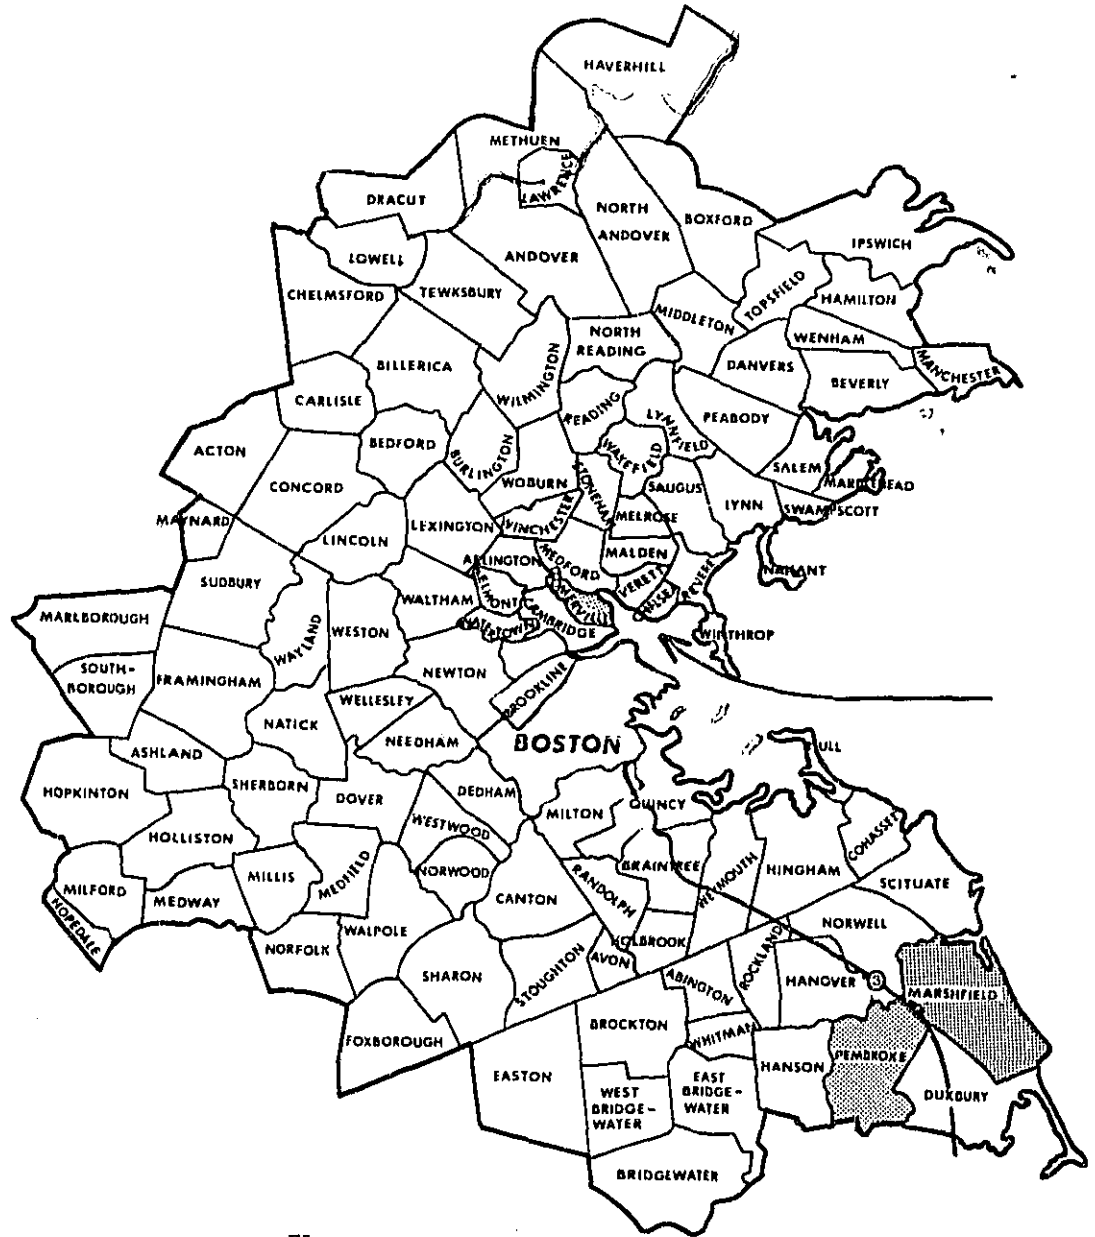 HAVERHILL
METHUEN
LAWRENCE
DRACUT
NORTH
ANDOVER
BOXFORD
IPSWICH
LOWELL
ANDOVER
CHELMSFORD
TEWKSBURY
TOPSFIELD
HAMILTON
MIDDLETON
NORTH
READING
WENHAM
BILLERICA
WILMINGTON
DANVERS
MANCHESTER
BEVERLY
CARLISLE
READING
LYNNFIELD
PEABODY
ACTON
BEDFORD
BURLINGTON
WAKEFIELD
SALEM
CONCORD
WOBURN
STONEHAM
SAUGUS
MARBLEHEAD
LYNN
SWAMPSCOTT
MAYNARD
LEXINGTON
WINCHESTER
MELROSE
LINCOLN
ARLINGTON
MEDFORD
MALDEN
NAHANT
SUDBURY
BELMONT
EVERETT
CHELSEA
REVERE
MARLBOROUGH
WALTHAM
SOMERVILLE
WATERTOWN
CAMBRIDGE
WAYLAND
WESTON
WINTHROP
SOUTH-
BOROUGH
FRAMINGHAM
NEWTON
BROOKLINE
WELLESLEY
NATICK
NEEDHAM
BOSTON
ASHLAND
HULL
HOPKINTON
SHERBORN
DOVER
DEDHAM
WESTWOOD
MILTON
QUINCY
HOLLISTON
COHASSET
MILFORD
MILLIS
MEDFIELD
NORWOOD
RANDOLPH
BRAINTREE
WEYMOUTH
HINGHAM
SCITUATE
HOPEDALE
MEDWAY
CANTON
NORFOLK
WALPOLE
HOLBROOK
NORWELL
SHARON
STOUGHTON
AVON
ABINGTON
ROCKLAND
HANOVER
3
MARSHFIELD
FOXBOROUGH
BROCKTON
WHITMAN
PEMBROKE
EASTON
HANSON
WEST
BRIDGE-
WATER
EAST
BRIDGE-
WATER
DUXBURY
BRIDGEWATER